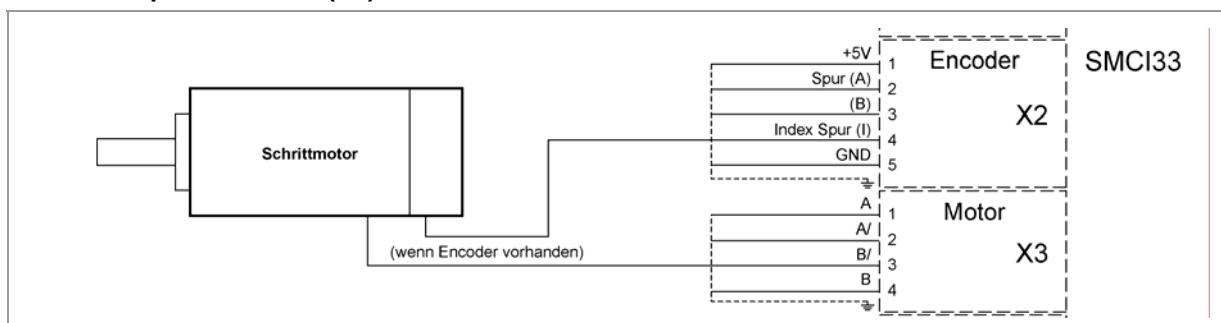 +5V
1
Encoder
SMCI33
Spur (A)
2
(B)
3
X2
Index Spur (I)
4
GND
5
Schrittmotor
(wenn Encoder vorhanden)
A
1
Motor
A/
2
B/
3
X3
B
4